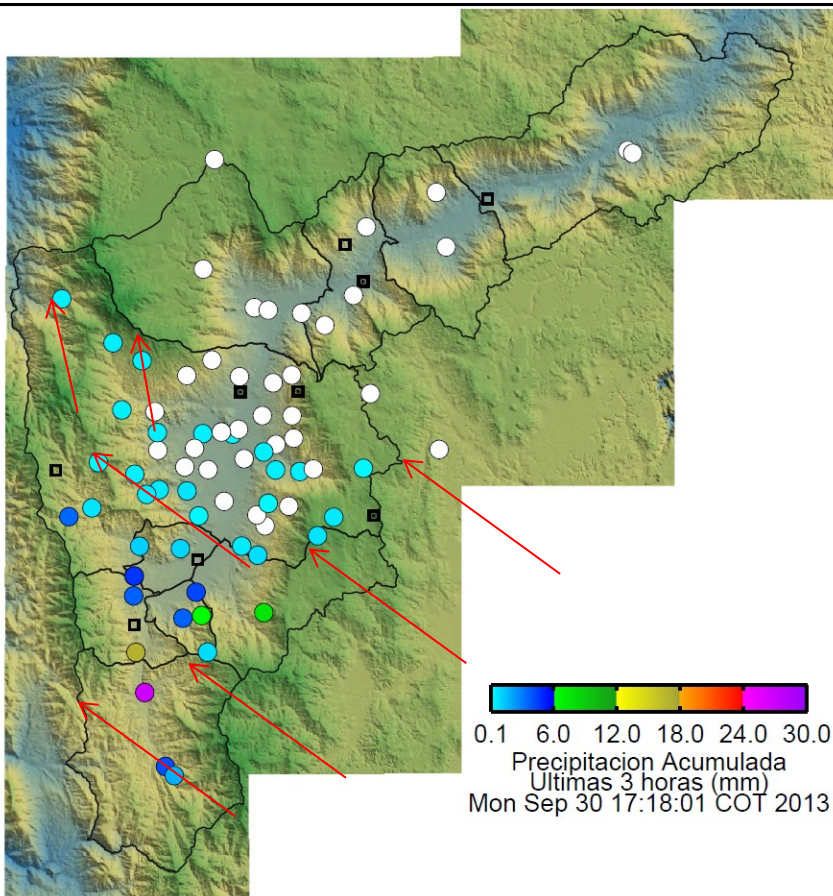 0.1 6.0 12.0 18.0 24.0 30.0
Precipitacion Acumulada
Ultimas 3 horas (mm)
Mon Sep 30 17:18:01 COT 2013